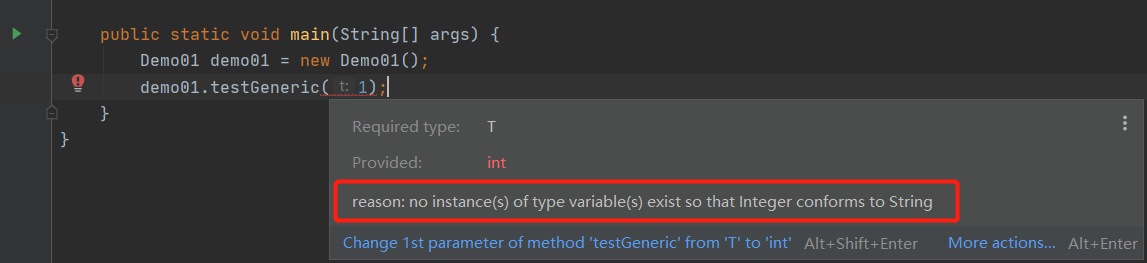 public static void main(String[] args) {
Demo01 demo01 = new Demo01();
demo01.testGeneric( t: 1);
}
}
Required type: T
Provided: int
reason: no instance(s) of type variable(s) exist so that Integer conforms to String
Change 1st parameter of method 'testGeneric' from 'T' to 'int' Alt+Shift+Enter More actions... Alt+Enter